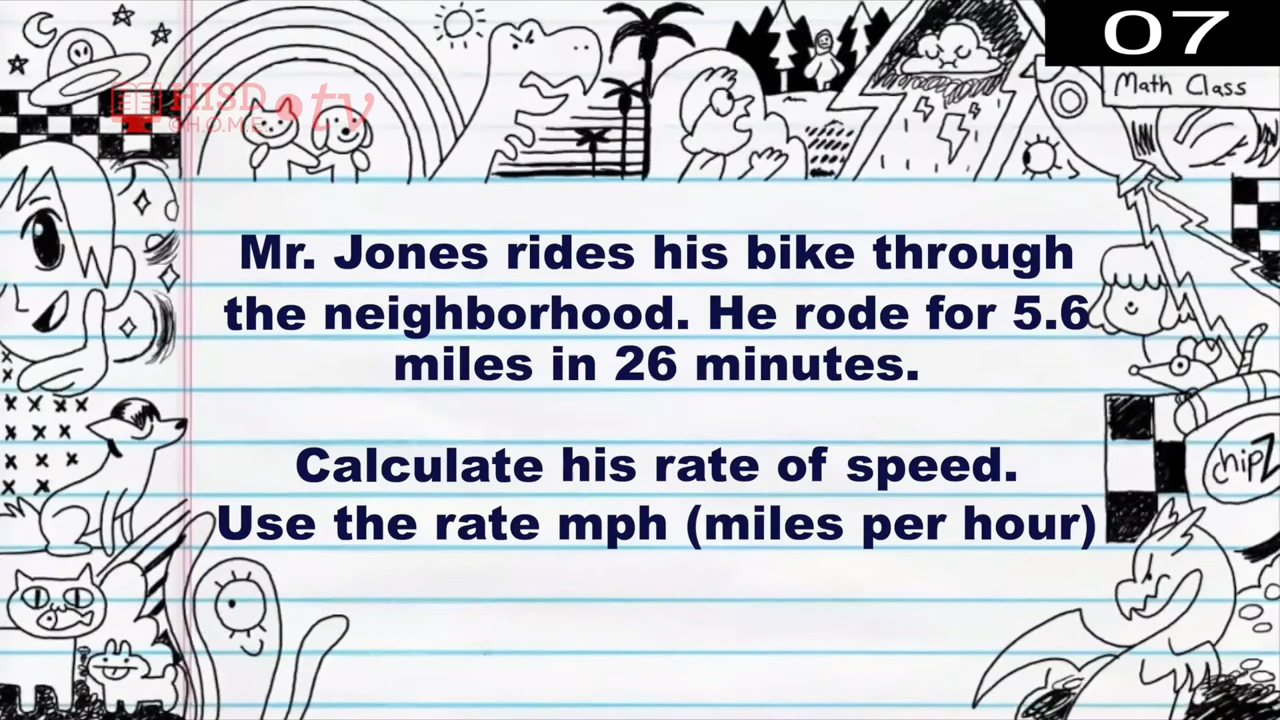 07
Math Class
HISD
@H.O.M.E.
tv
Mr. Jones rides his bike through
the neighborhood. He rode for 5.6
miles in 26 minutes.
Calculate his rate of speed.
Use the rate mph (miles per hour)
chipz